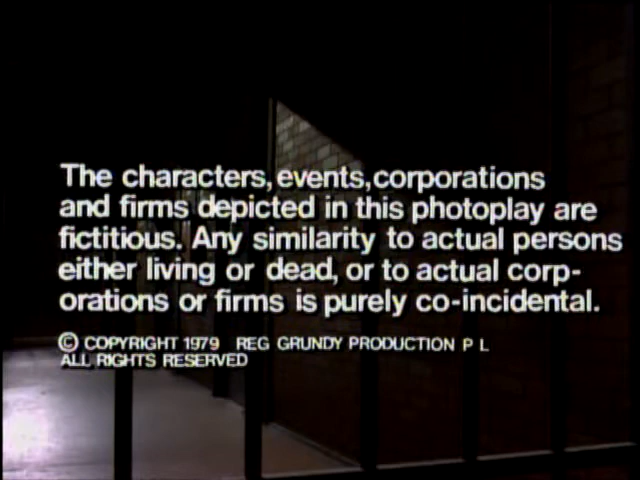 The characters, events, corporations
and firms depicted in this photoplay are
fictitious. Any similarity to actual persons
either living or dead, or to actual corp-
orations or firms is purely co-incidental.
© COPYRIGHT 1979 REG GRUNDY PRODUCTION P L
ALL RIGHTS RESERVED